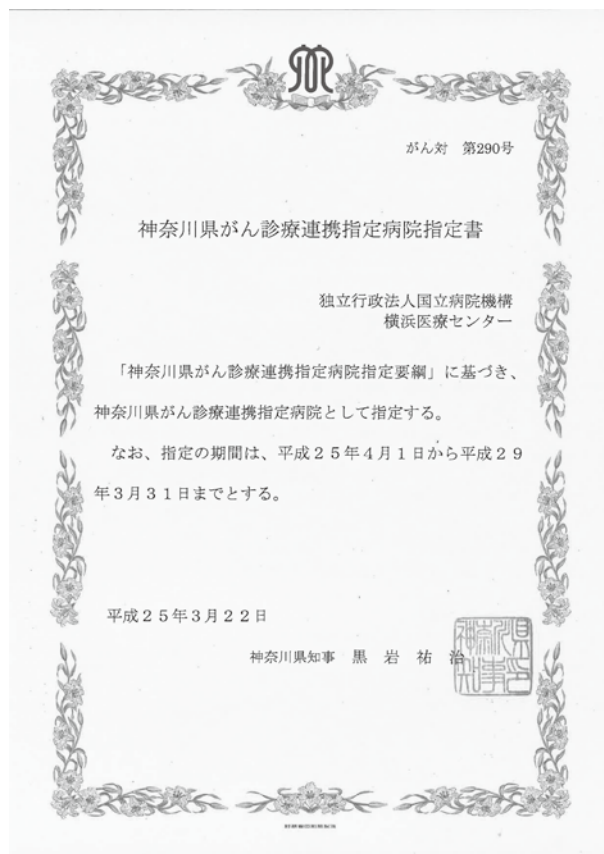 がん対　第290号
神奈川県がん診療連携指定病院指定書
独立行政法人国立病院機構
横浜医療センター
「神奈川県がん診療連携指定病院指定要綱」に基づき、
神奈川県がん診療連携指定病院として指定する。
なお、指定の期間は、平成２５年４月１日から平成２９
年３月３１日までとする。
平成２５年３月２２日
神奈川県知事　黒　岩　祐　治
神奈川県知事印